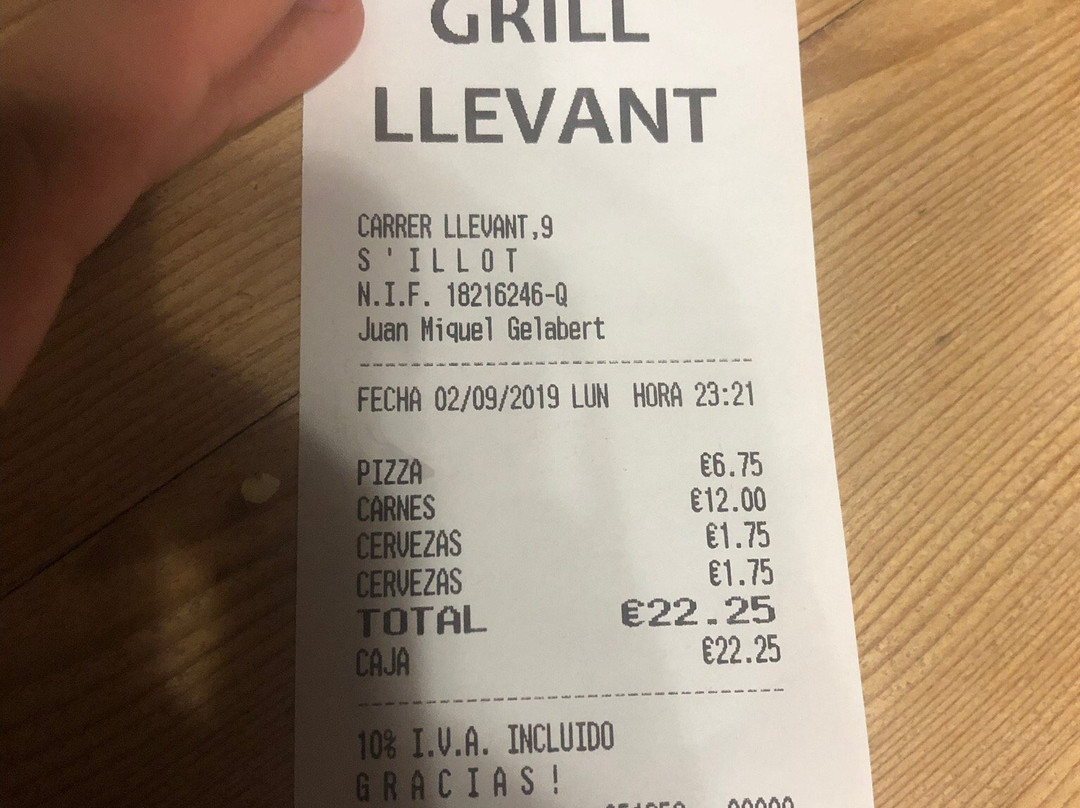 GRILL
LLEVANT
CARRER LLEVANT,9
S'ILLOT
N.I.F. 18216246-Q
Juan Miquel Gelabert
FECHA 02/09/2019 LUN HORA 23:21
PIZZA €6.75
CARNES €12.00
CERVEZAS €1.75
CERVEZAS €1.75
TOTAL €22.25
CAJA €22.25
10% I.V.A. INCLUIDO
GRACIAS!